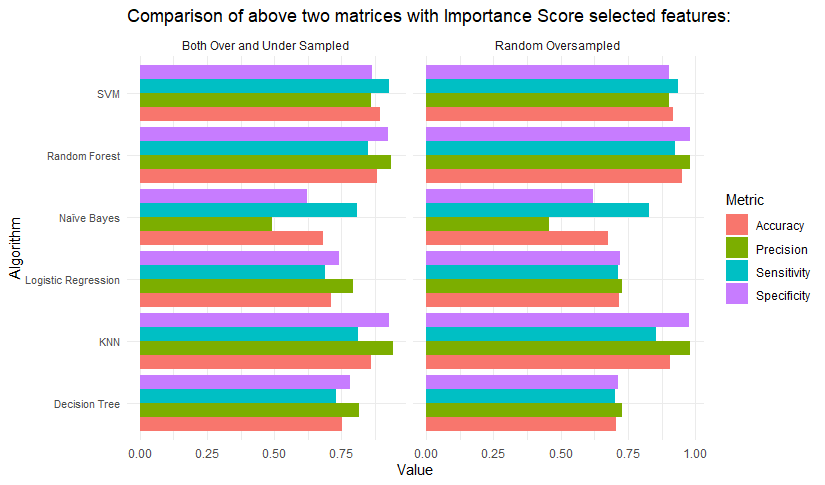 Comparison of above two matrices with Importance Score selected features:
Both Over and Under Sampled
Random Oversampled
Algorithm
SVM
Random Forest
Naïve Bayes
Logistic Regression
KNN
Decision Tree
0.00 0.25 0.50 0.75
0.00 0.25 0.50 0.75 1.00
Value
Metric
Accuracy
Precision
Sensitivity
Specificity